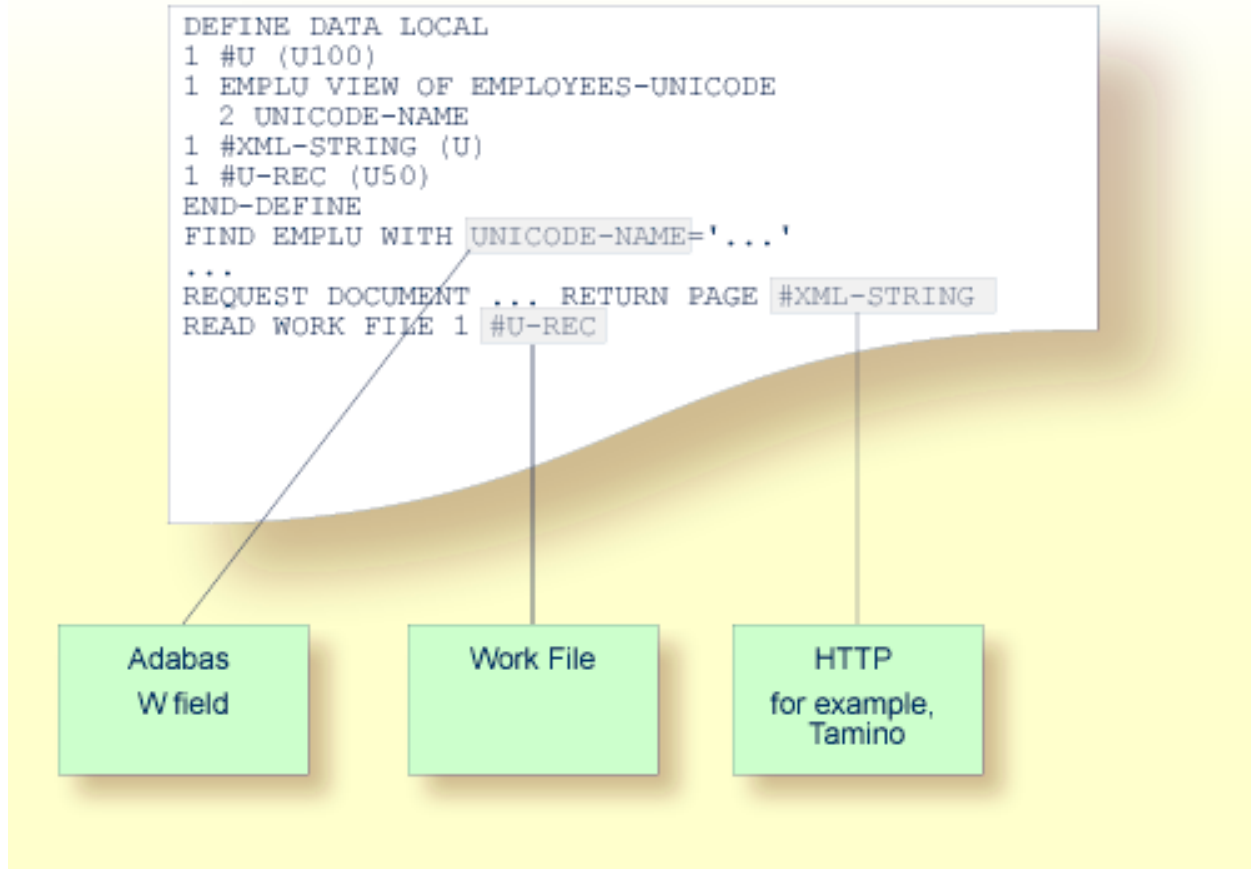 DEFINE DATA LOCAL
1 #U (U100)
1 EMPLU VIEW OF EMPLOYEES-UNICODE
  2 UNICODE-NAME
1 #XML-STRING (U)
1 #U-REC (U50)
END-DEFINE
FIND EMPLU WITH UNICODE-NAME='...'
...
REQUEST DOCUMENT ... RETURN PAGE #XML-STRING
READ WORK FILE 1 #U-REC
Adabas
W field
Work File
HTTP
for example,
Tamino